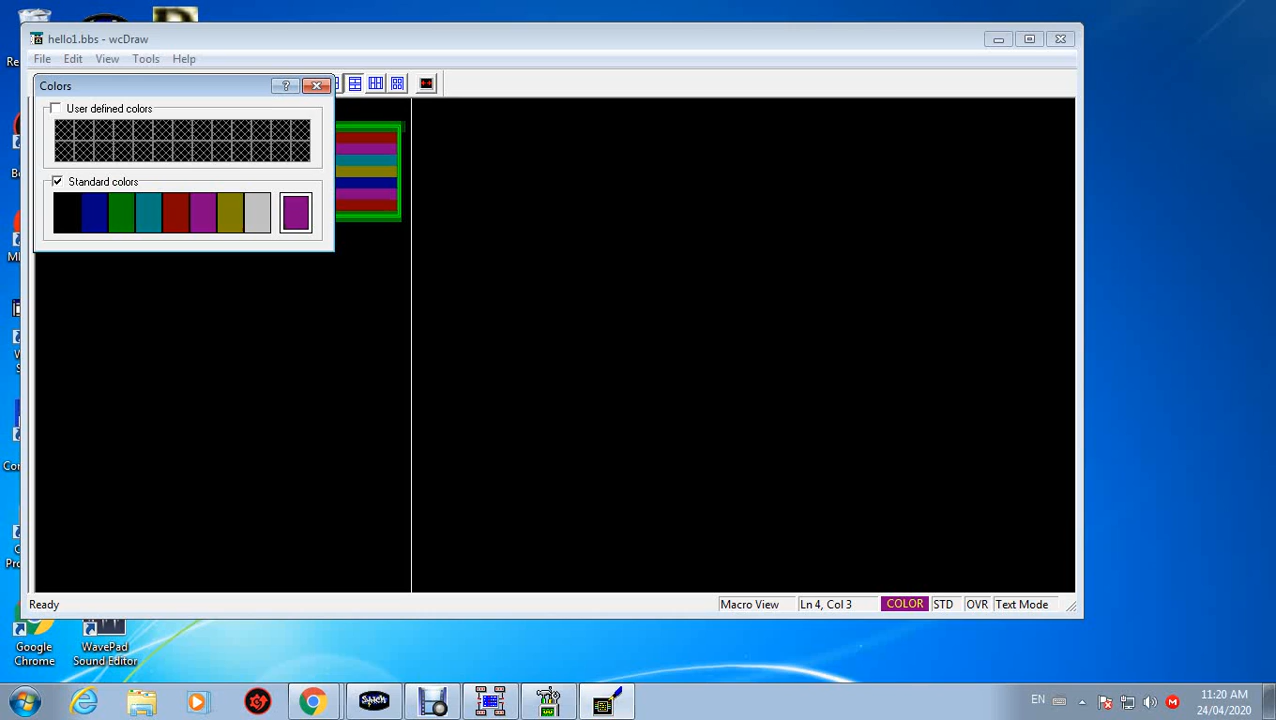 hello1.bbs - wcDraw
File Edit View Tools Help
Colors
?
User defined colors
Standard colors
Ready
Macro View
Ln 4, Col 3
COLOR
STD
OVR
Text Mode
Google
Chrome
WavePad
Sound Editor
EN
11:20 AM
24/04/2020